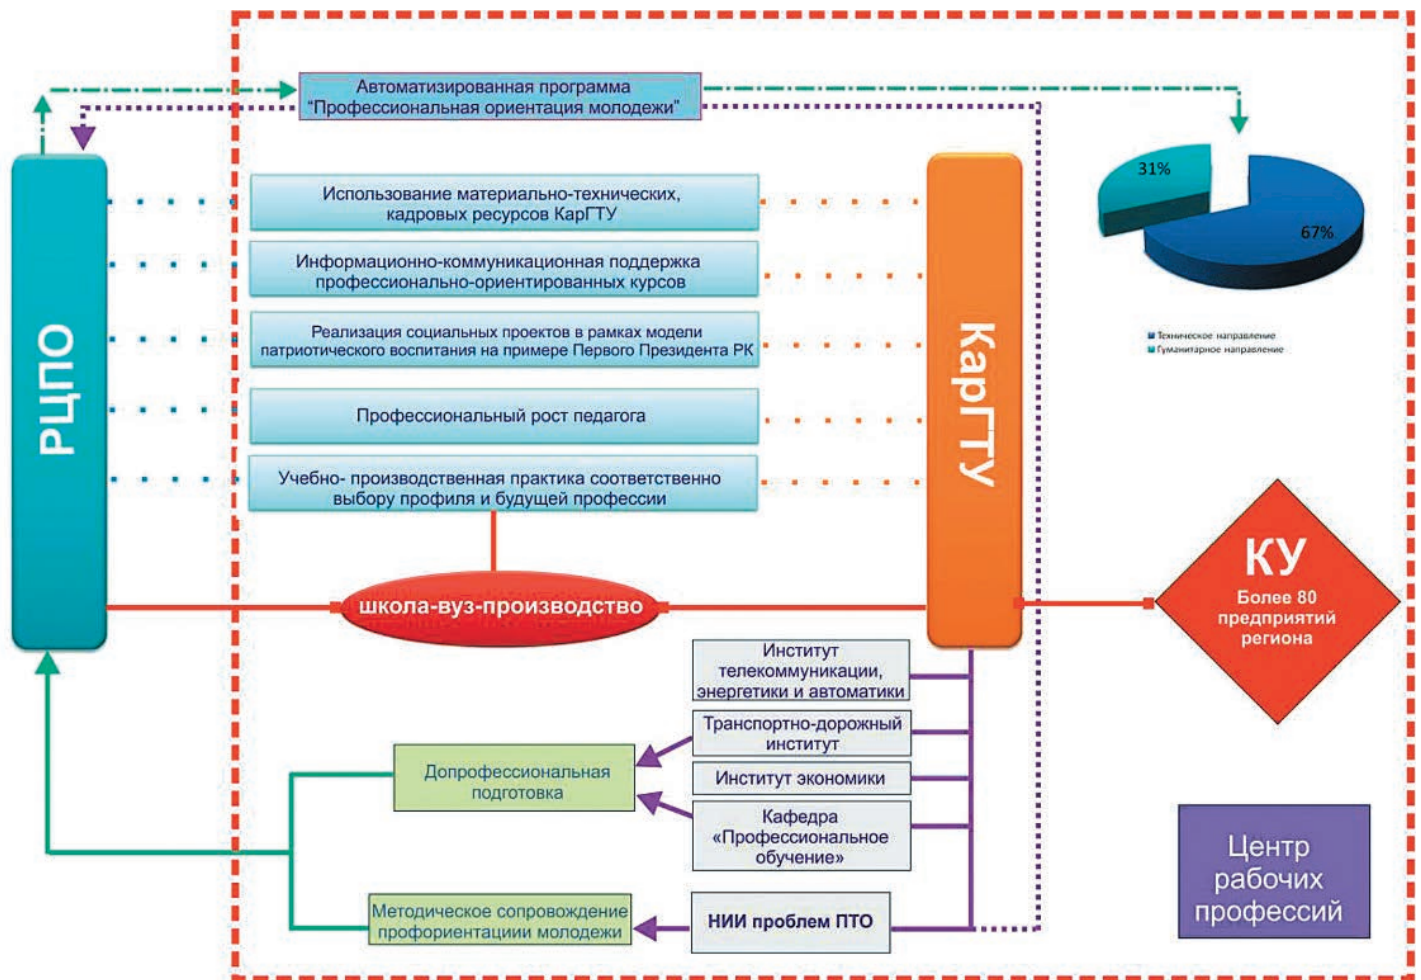 Автоматизированная программа
“Профессиональная ориентация молодежи”
РЦПО
Использование материально-технических,
кадровых ресурсов КарГТУ
Информационно-коммуникационная поддержка
профессионально-ориентированных курсов
Реализация социальных проектов в рамках модели
патриотического воспитания на примере Первого Президента РК
Профессиональный рост педагога
Учебно- производственная практика соответственно
выбору профиля и будущей профессии
школа-вуз-производство
КарГТУ
31%
67%
Техническое направление
Гуманитарное направление
КУ
Более 80
предприятий
региона
Институт
телекоммуникации,
энергетики и автоматики
Транспортно-дорожный
институт
Институт экономики
Кафедра
«Профессиональное
обучение»
НИИ проблем ПТО
Допрофессиональная
подготовка
Методическое сопровождение
профориентациии молодежи
Центр
рабочих
профессий